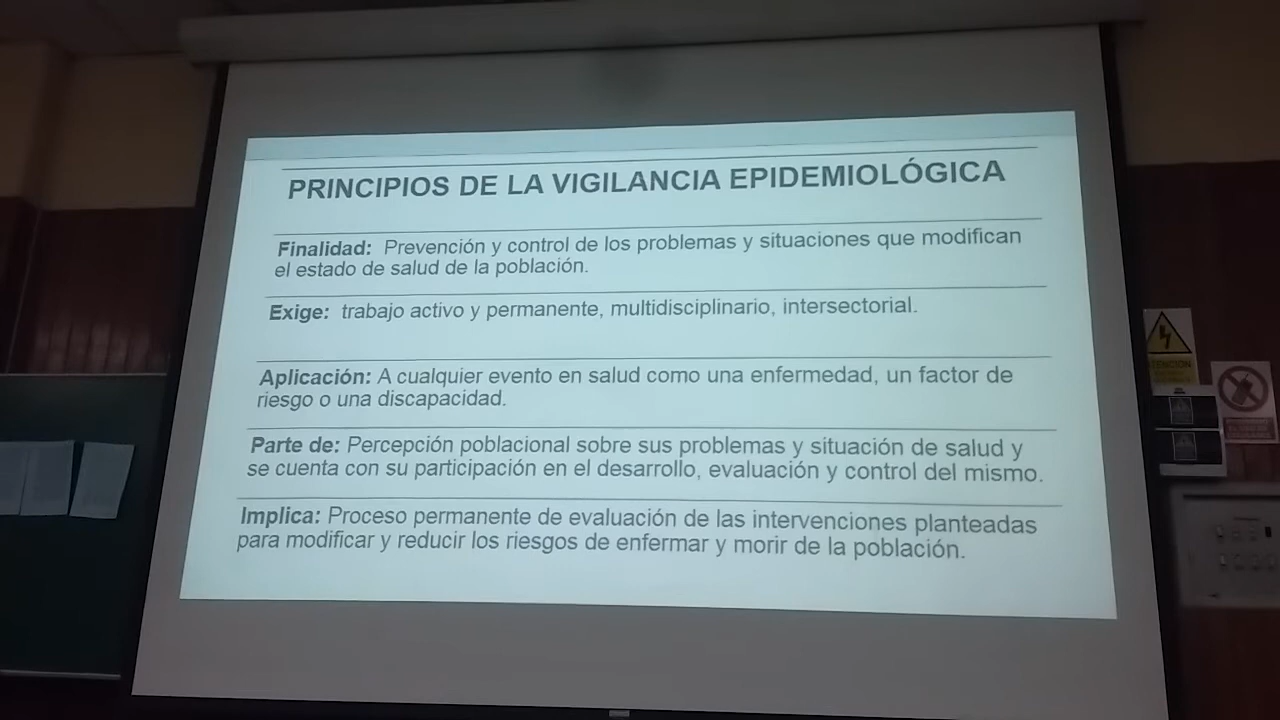 PRINCIPIOS DE LA VIGILANCIA EPIDEMIOLÓGICA
Finalidad: Prevención y control de los problemas y situaciones que modifican
el estado de salud de la población.
Exige: trabajo activo y permanente, multidisciplinario, intersectorial.
Aplicación: A cualquier evento en salud como una enfermedad, un factor de
riesgo o una discapacidad.
Parte de: Percepción poblacional sobre sus problemas y situación de salud y
se cuenta con su participación en el desarrollo, evaluación y control del mismo.
Implica: Proceso permanente de evaluación de las intervenciones planteadas
para modificar y reducir los riesgos de enfermar y morir de la población.
ATENCIÓN